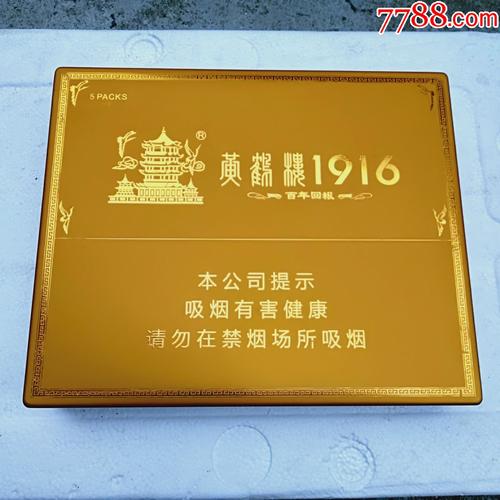 7788.com
5 PACKS
®
黄鹤楼1916
百年回报
本公司提示
吸烟有害健康
请勿在禁烟场所吸烟